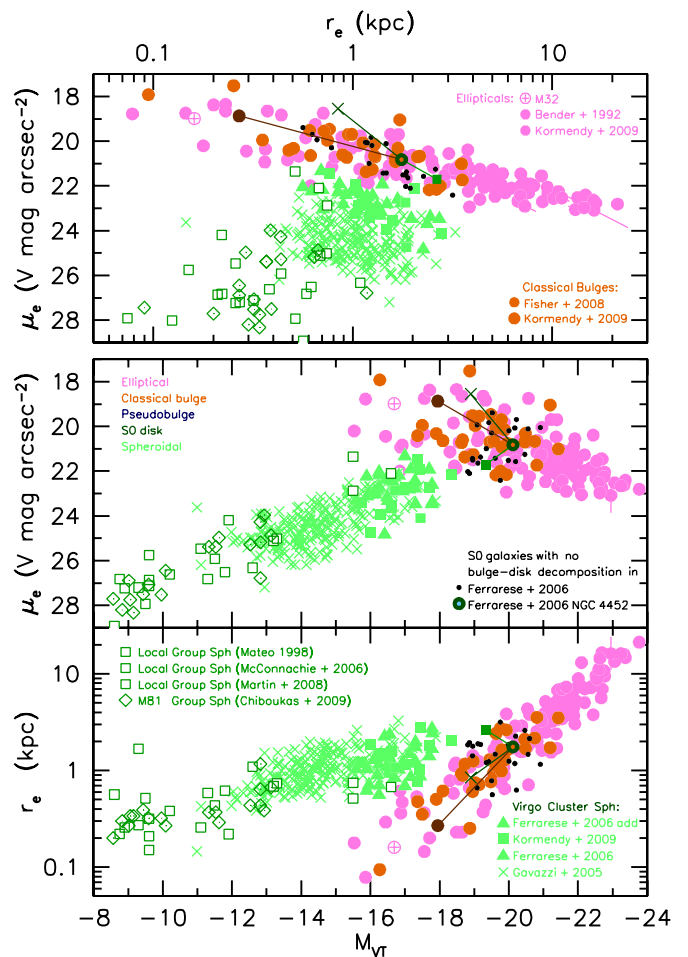 r_e (kpc)
0.1 1 10
18
20
22
24
26
28
μ_e (V mag arcsec⁻²)
Ellipticals: ⊕ M32
Bender + 1992
Kormendy + 2009
Classical Bulges:
Fisher + 2008
Kormendy + 2009
18
20
22
24
26
28
μ_e (V mag arcsec⁻²)
Elliptical
Classical bulge
Pseudobulge
S0 disk
Spheroidal
S0 galaxies with no
bulge-disk decomposition in
Ferrarese + 2006
Ferrarese + 2006 NGC 4452
10
1
0.1
r_e (kpc)
Local Group Sph (Mateo 1998)
Local Group Sph (McConnachie + 2006)
Local Group Sph (Martin + 2008)
M81 Group Sph (Chiboukas + 2009)
Virgo Cluster Sph:
Ferrarese + 2006 add
Kormendy + 2009
Ferrarese + 2006
Gavazzi + 2005
-8 -10 -12 -14 -16 -18 -20 -22 -24
M_VT